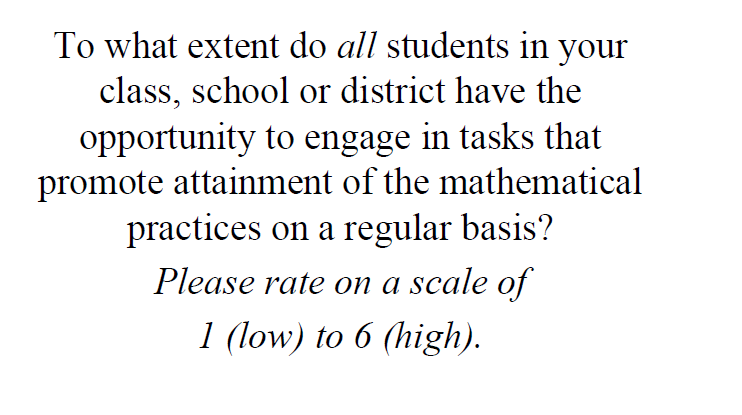 To what extent do all students in your
class, school or district have the
opportunity to engage in tasks that
promote attainment of the mathematical
practices on a regular basis?
Please rate on a scale of
1 (low) to 6 (high).